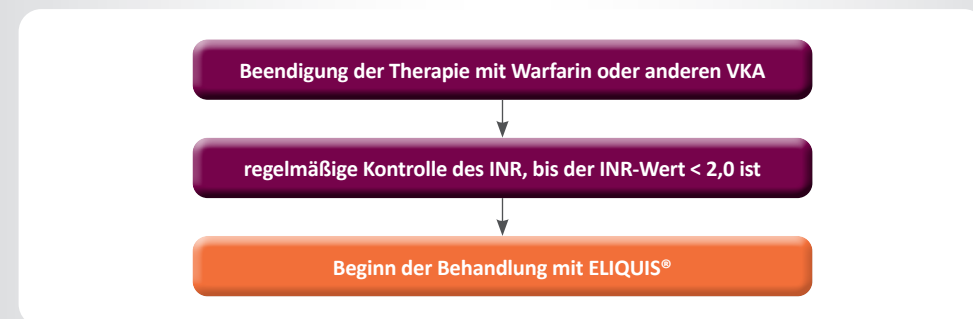 Beendigung der Therapie mit Warfarin oder anderen VKA
regelmäßige Kontrolle des INR, bis der INR-Wert < 2,0 ist
Beginn der Behandlung mit ELIQUIS®